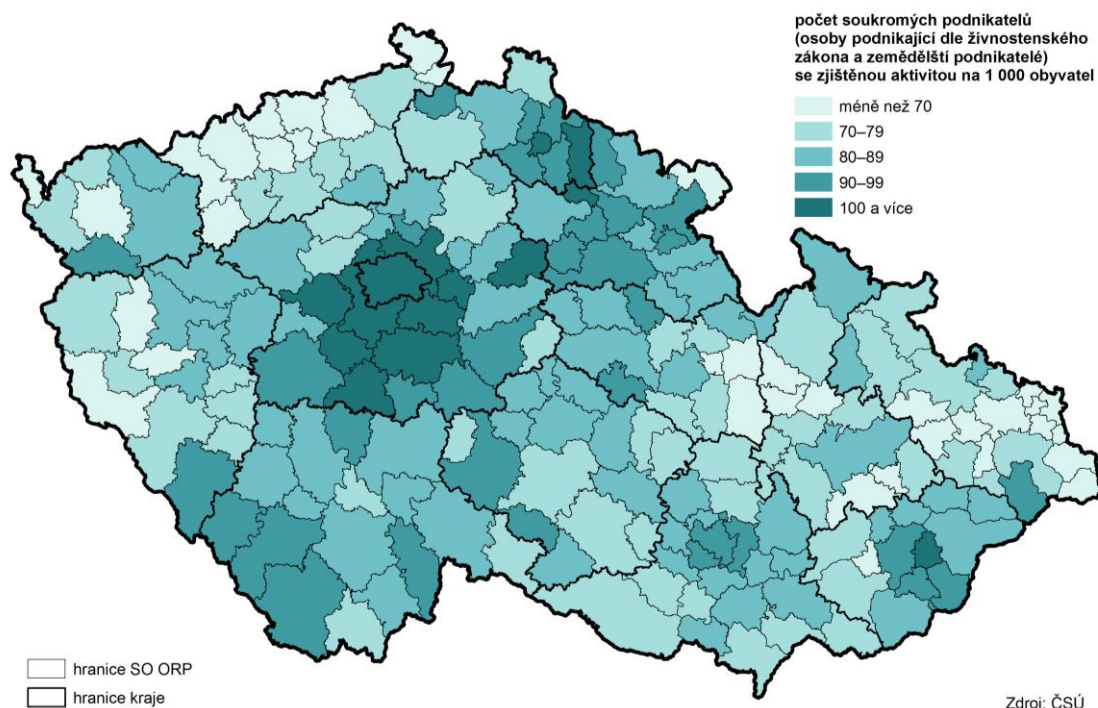 počet soukromých podnikatelů
(osoby podnikající dle živnostenského
zákona a zemědělští podnikatelé)
se zjištěnou aktivitou na 1 000 obyvatel
méně než 70
70–79
80–89
90–99
100 a více
hranice SO ORP
hranice kraje
Zdroj: ČSÚ